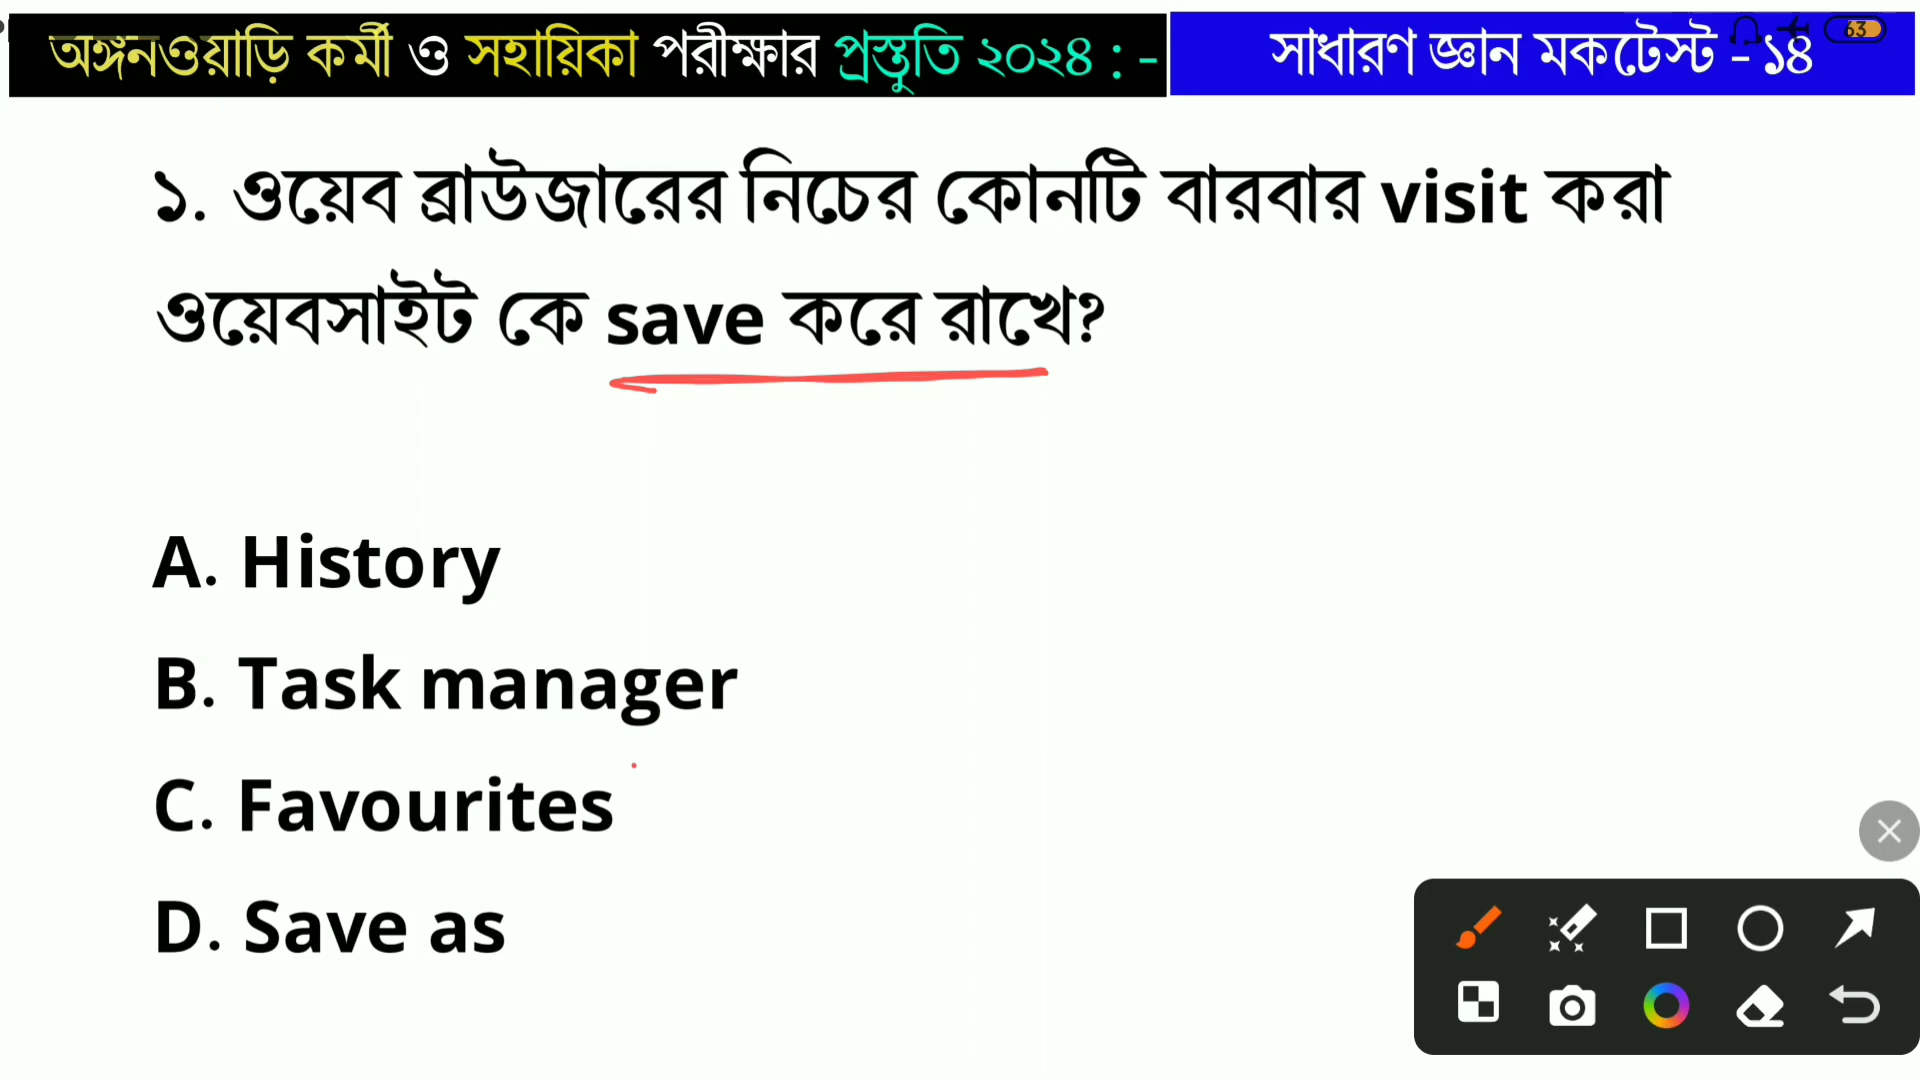 অঙ্গনওয়াড়ি কর্মী ও সহায়িকা পরীক্ষার প্রস্তুতি ২০২৪ : - সাধারণ জ্ঞান মকটেস্ট - ১৪
63
১. ওয়েব ব্রাউজারের নিচের কোনটি বারবার visit করা
ওয়েবসাইট কে save করে রাখে?
A. History
B. Task manager
C. Favourites
D. Save as